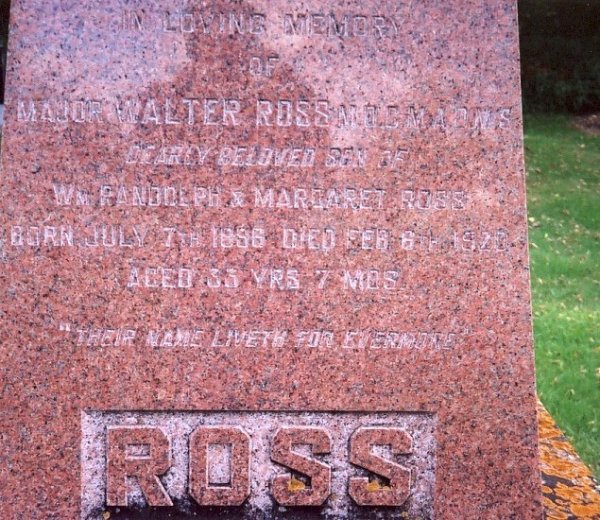 IN LOVING MEMORY
OF
MAJOR WALTER ROSS M.D.C.M.A.D.M.S
DEARLY BELOVED SON OF
WM RANDOLPH & MARGARET ROSS
BORN JULY 7TH 1886 DIED FEB 8TH 1920
AGED 33 YRS 7 MOS.
"THEIR NAME LIVETH FOR EVERMORE"
ROSS